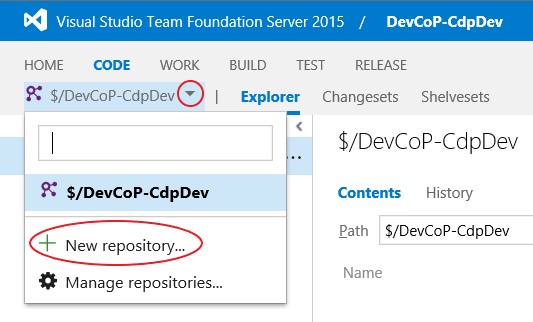 Visual Studio Team Foundation Server 2015 / DevCoP-CdpDev
HOME CODE WORK BUILD TEST RELEASE
$/DevCoP-CdpDev | Explorer Changesets Shelvesets
$/DevCoP-CdpDev
...
$/DevCoP-CdpDev
Contents History
New repository...
Path $/DevCoP-CdpDev
Manage repositories...
Name